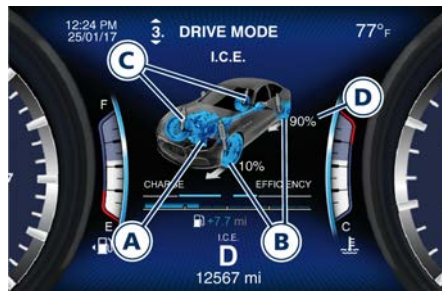 12:24 PM
25/01/17
3. DRIVE MODE
77°F
I.C.E.
C
D
F
90%
10%
CHARGE
EFFICIENCY
A
B
+7.7 mi
E
C
I.C.E.
D
12567 mi